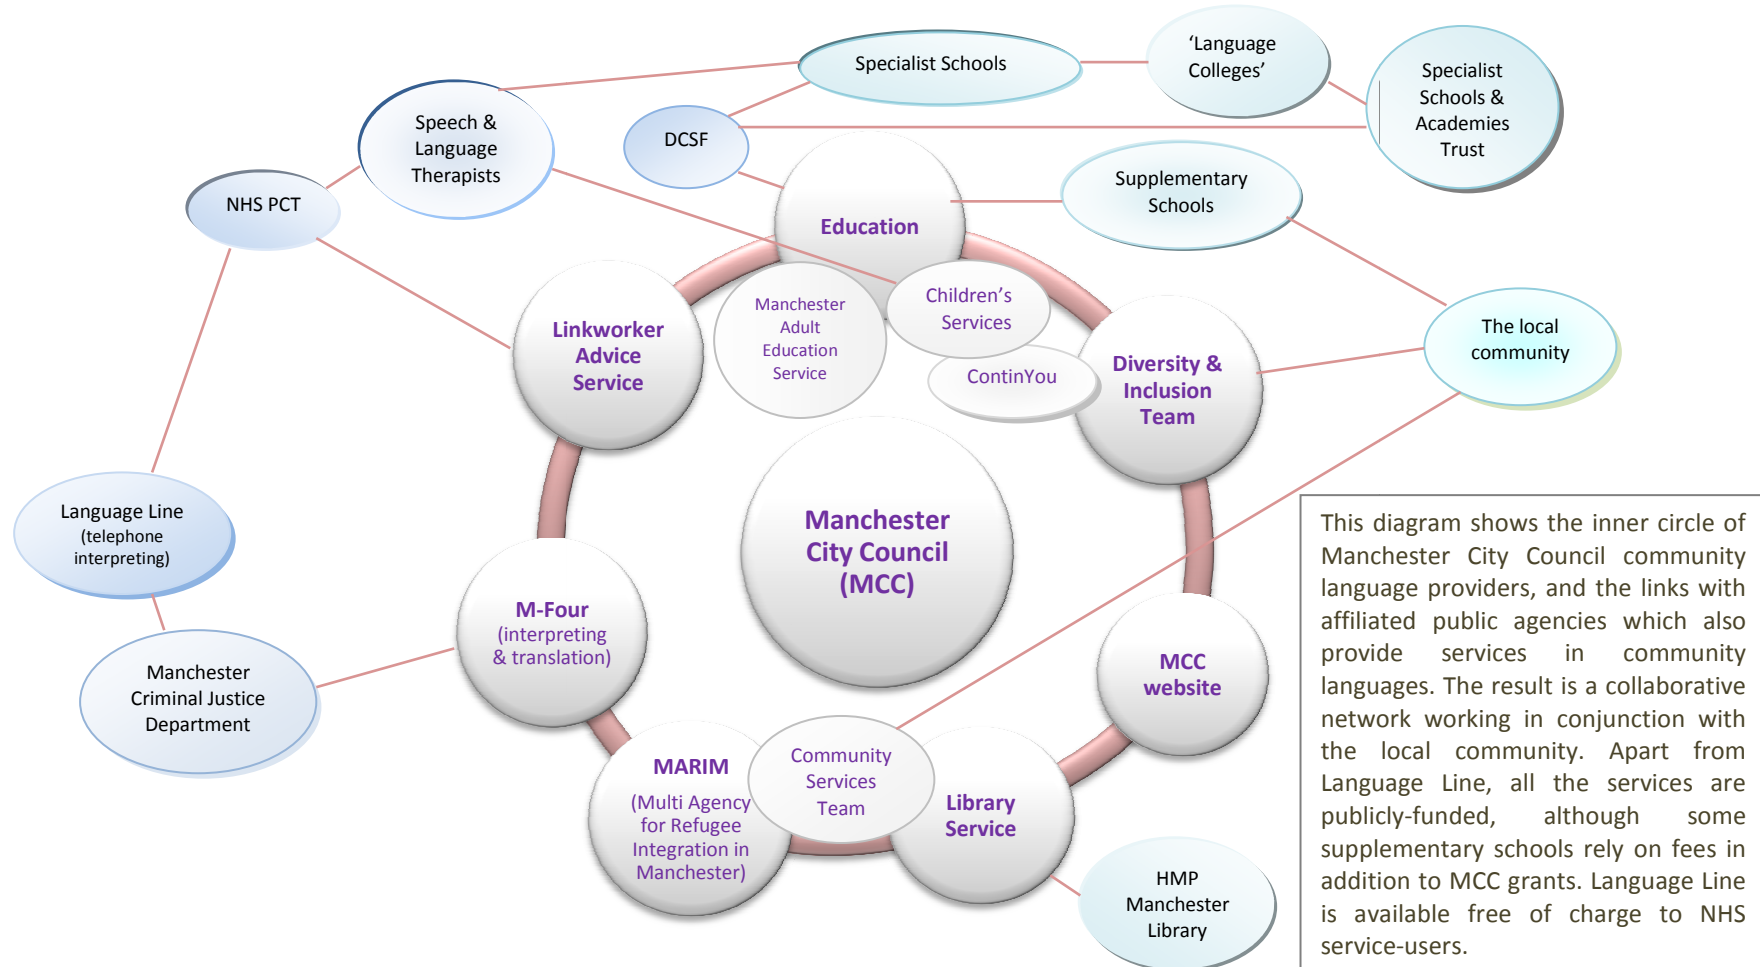 Specialist Schools
‘Language
Colleges’
Specialist
Schools &
Academies
Trust
Speech &
Language
Therapists
DCSF
NHS PCT
Supplementary
Schools
Education
Manchester
Adult
Education
Service
Children’s
Services
ContinYou
Linkworker
Advice
Service
Diversity &
Inclusion
Team
The local
community
Language Line
(telephone
interpreting)
Manchester
City Council
(MCC)
M-Four
(interpreting
& translation)
Manchester
Criminal Justice
Department
MCC
website
MARIM
(Multi Agency
for Refugee
Integration in
Manchester)
Community
Services
Team
Library
Service
HMP
Manchester
Library
This diagram shows the inner circle of
Manchester City Council community
language providers, and the links with
affiliated public agencies which also
provide services in community
languages. The result is a collaborative
network working in conjunction with
the local community. Apart from
Language Line, all the services are
publicly-funded, although some
supplementary schools rely on fees in
addition to MCC grants. Language Line
is available free of charge to NHS
service-users.